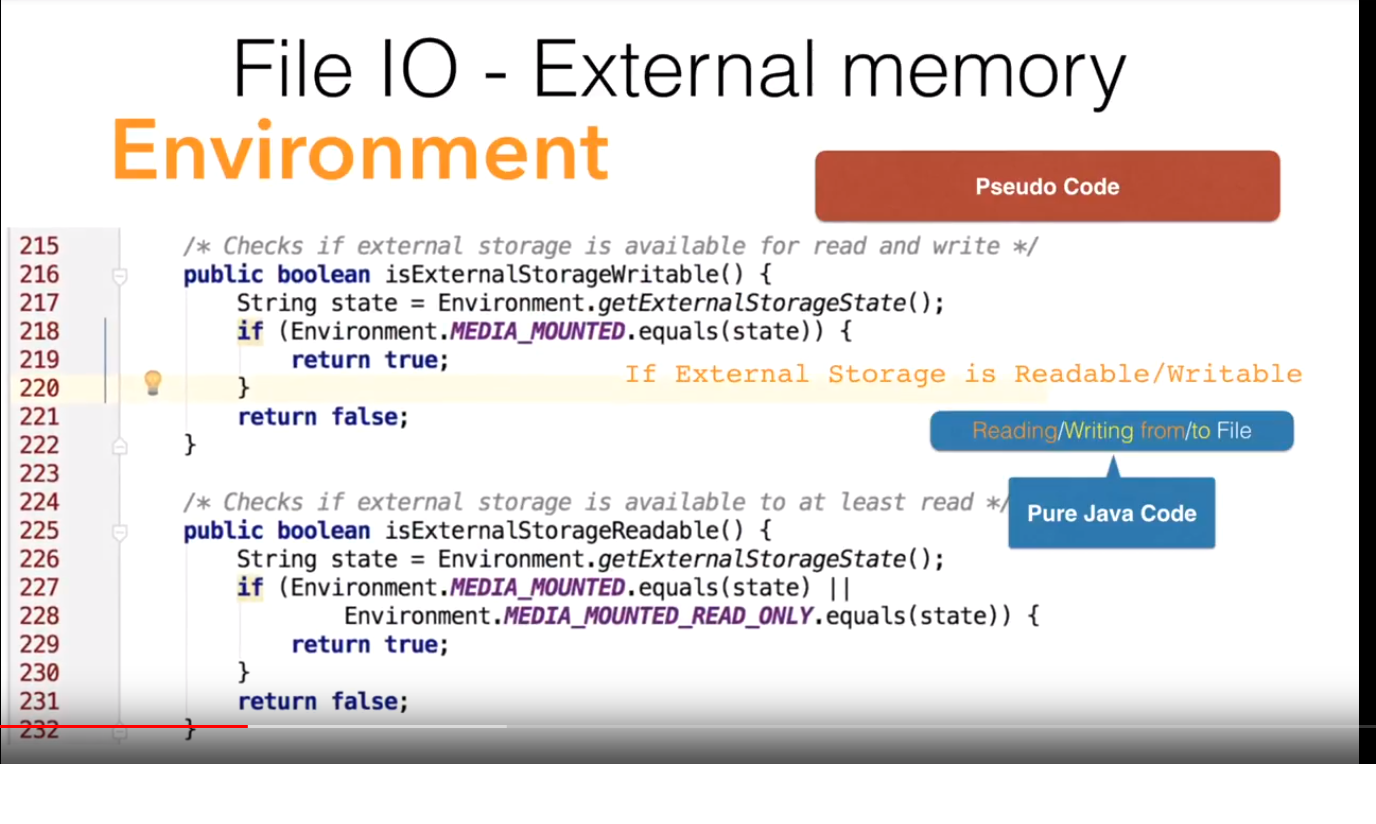 File IO - External memory
Environment
Pseudo Code
215 /* Checks if external storage is available for read and write */
216 public boolean isExternalStorageWritable() {
217 String state = Environment.getExternalStorageState();
218 if (Environment.MEDIA_MOUNTED.equals(state)) {
219 return true;
If External Storage is Readable/Writable
220 }
221 return false;
Reading/Writing from/to File
222 }
223
224 /* Checks if external storage is available to at least read */
Pure Java Code
225 public boolean isExternalStorageReadable() {
226 String state = Environment.getExternalStorageState();
227 if (Environment.MEDIA_MOUNTED.equals(state) ||
228 Environment.MEDIA_MOUNTED_READ_ONLY.equals(state)) {
229 return true;
230 }
231 return false;
232 }